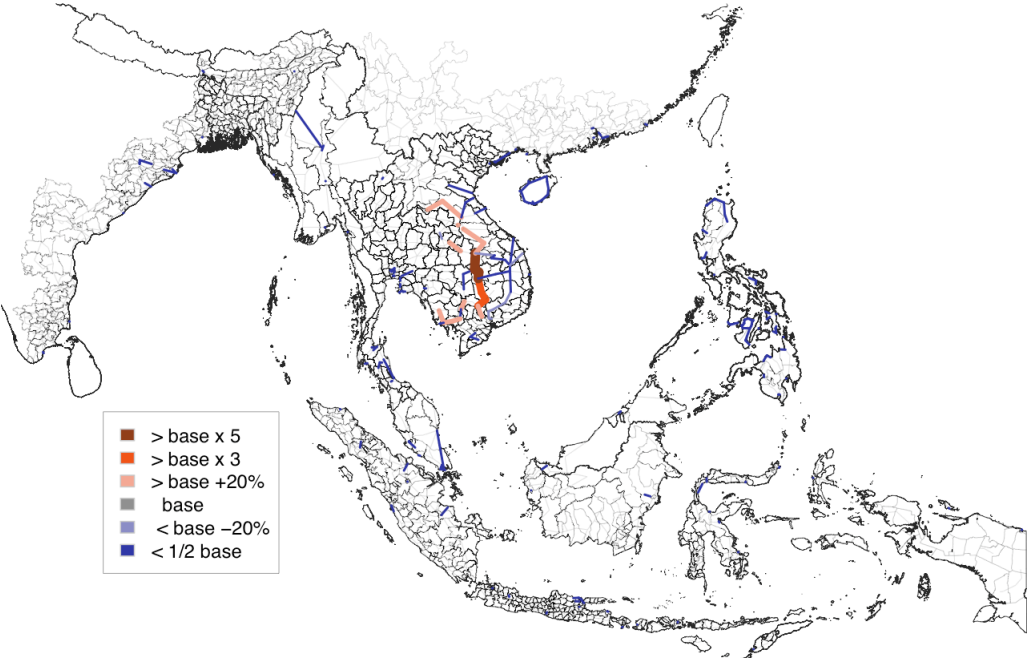 > base x 5
> base x 3
> base +20%
base
< base −20%
< 1/2 base